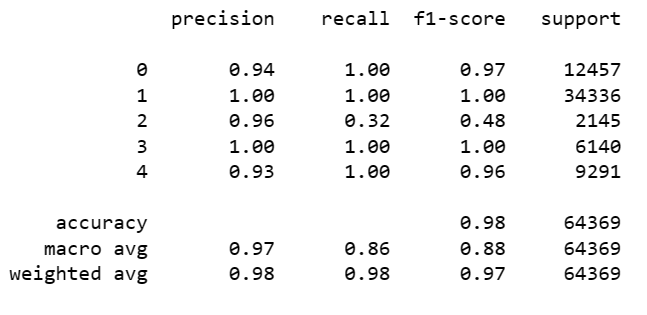 precision recall f1-score support
0 0.94 1.00 0.97 12457
1 1.00 1.00 1.00 34336
2 0.96 0.32 0.48 2145
3 1.00 1.00 1.00 6140
4 0.93 1.00 0.96 9291
accuracy 0.98 64369
macro avg 0.97 0.86 0.88 64369
weighted avg 0.98 0.98 0.97 64369